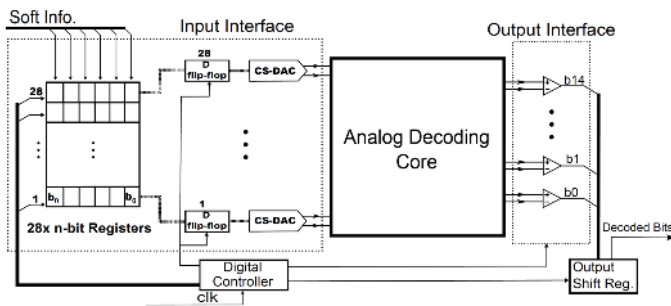 Soft Info.
Input Interface
Output Interface
28
D
flip-flop
CS-DAC
28
b14
Analog Decoding
Core
b1
b0
1
bn
b0
1
D
flip-flop
CS-DAC
28x n-bit Registers
Decoded Bits
Digital
Controller
Output
Shift Reg.
clk